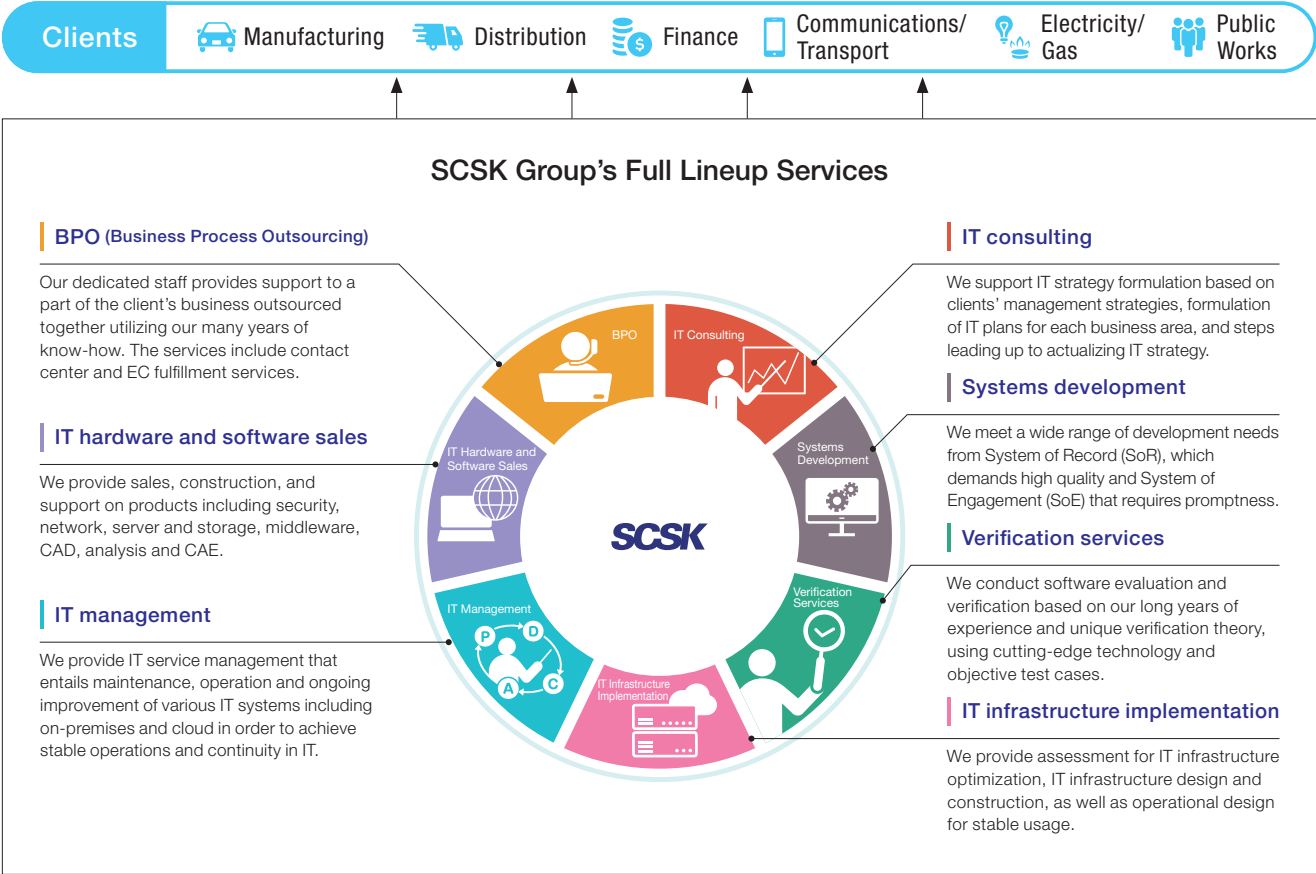 Clients
Manufacturing
Distribution
Finance
Communications/
Transport
Electricity/
Gas
Public
Works
SCSK Group's Full Lineup Services
BPO (Business Process Outsourcing)
Our dedicated staff provides support to a
part of the client's business outsourced
together utilizing our many years of
know-how. The services include contact
center and EC fulfillment services.
IT hardware and software sales
We provide sales, construction, and
support on products including security,
network, server and storage, middleware,
CAD, analysis and CAE.
IT management
We provide IT service management that
entails maintenance, operation and ongoing
improvement of various IT systems including
on-premises and cloud in order to achieve
stable operations and continuity in IT.
BPO
IT Consulting
IT Hardware and
Software Sales
Systems
Development
SCSK
IT Management
P
D
A
C
Verification
Services
IT Infrastructure
Implementation
IT consulting
We support IT strategy formulation based on
clients' management strategies, formulation
of IT plans for each business area, and steps
leading up to actualizing IT strategy.
Systems development
We meet a wide range of development needs
from System of Record (SoR), which
demands high quality and System of
Engagement (SoE) that requires promptness.
Verification services
We conduct software evaluation and
verification based on our long years of
experience and unique verification theory,
using cutting-edge technology and
objective test cases.
IT infrastructure implementation
We provide assessment for IT infrastructure
optimization, IT infrastructure design and
construction, as well as operational design
for stable usage.